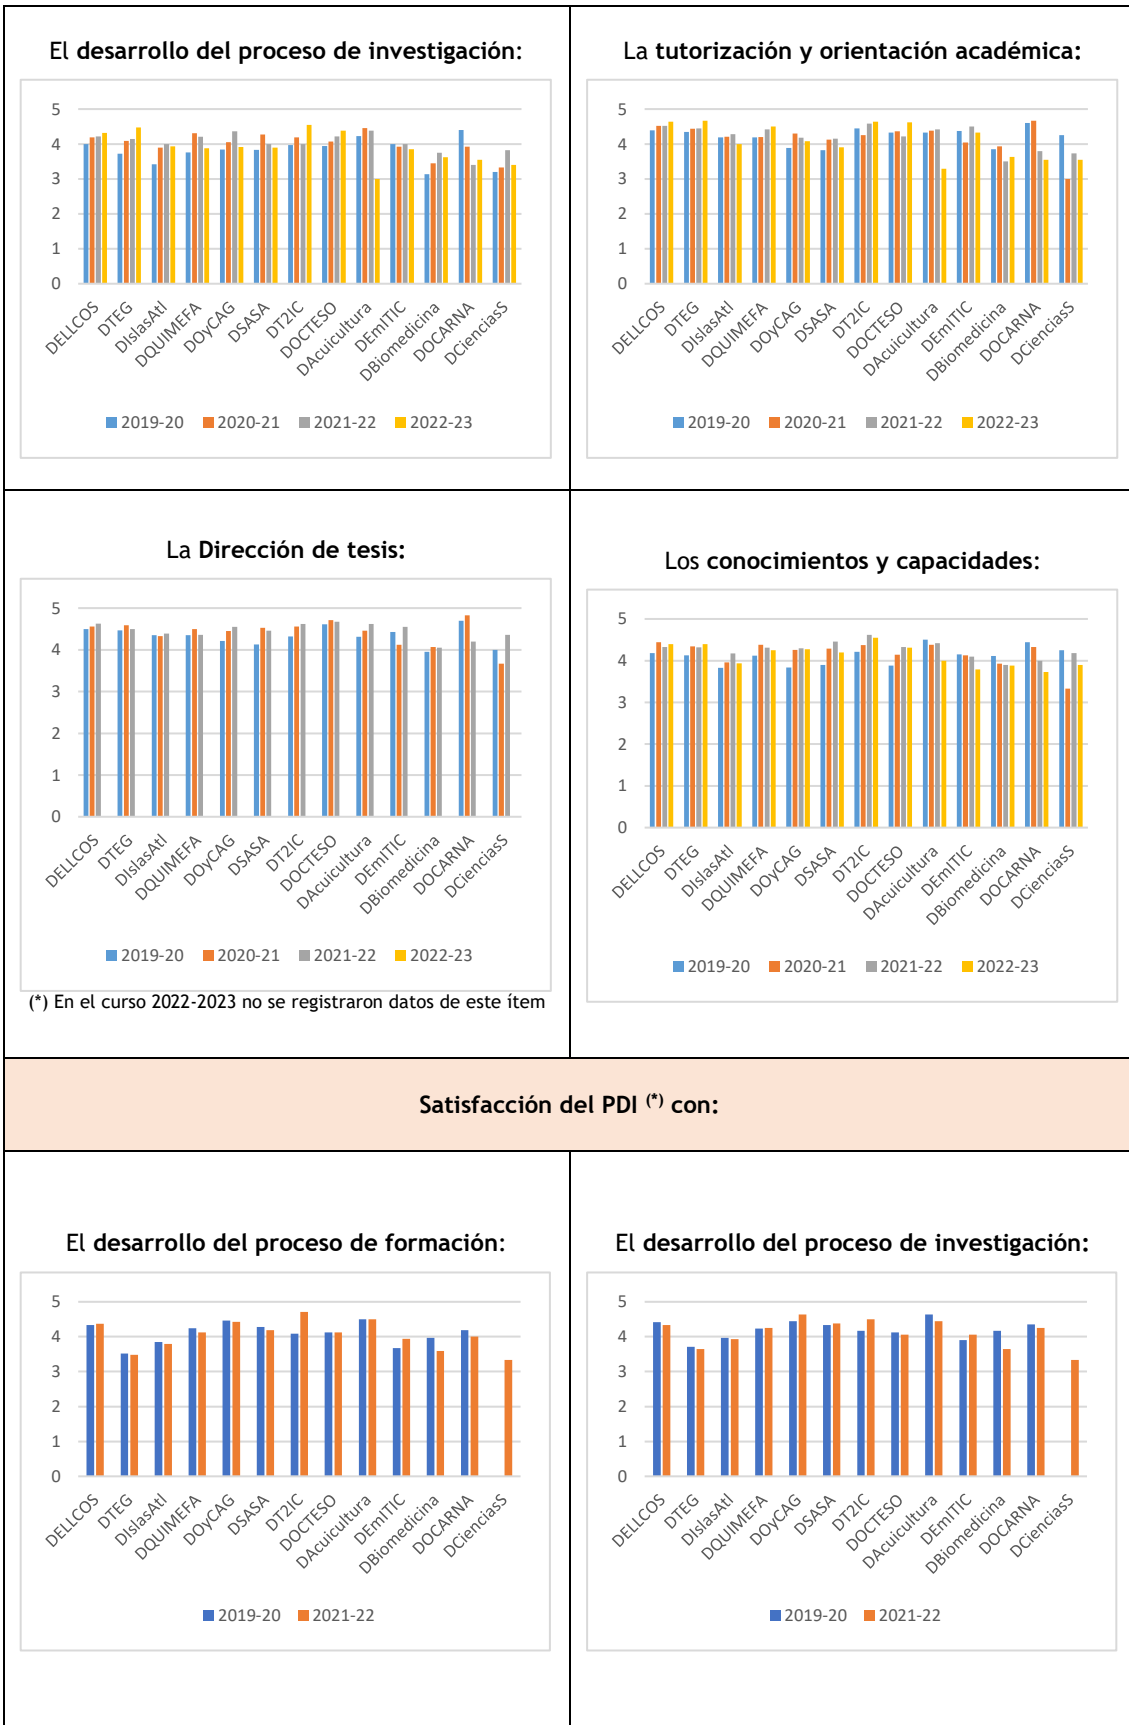 El desarrollo del proceso de investigación:
5
4
3
2
1
0
DELLCOS
DTEG
DIslasAtl
DQUIMEFA
DOyCAG
DSASA
DT2IC
DOCTESO
DAcuicultura
DEmITIC
DBiomedicina
DOCARNA
DCienciasS
2019-20 2020-21 2021-22 2022-23
La tutorización y orientación académica:
5
4
3
2
1
0
DELLCOS
DTEG
DIslasAtl
DQUIMEFA
DOyCAG
DSASA
DT2IC
DOCTESO
DAcuicultura
DEmITIC
DBiomedicina
DOCARNA
DCienciasS
2019-20 2020-21 2021-22 2022-23
La Dirección de tesis:
5
4
3
2
1
0
DELLCOS
DTEG
DIslasAtl
DQUIMEFA
DOyCAG
DSASA
DT2IC
DOCTESO
DAcuicultura
DEmITIC
DBiomedicina
DOCARNA
DCienciasS
2019-20 2020-21 2021-22 2022-23
(*) En el curso 2022-2023 no se registraron datos de este ítem
Los conocimientos y capacidades:
5
4
3
2
1
0
DELLCOS
DTEG
DIslasAtl
DQUIMEFA
DOyCAG
DSASA
DT2IC
DOCTESO
DAcuicultura
DEmITIC
DBiomedicina
DOCARNA
DCienciasS
2019-20 2020-21 2021-22 2022-23
Satisfacción del PDI (*) con:
El desarrollo del proceso de formación:
5
4
3
2
1
0
DELLCOS
DTEG
DIslasAtl
DQUIMEFA
DOyCAG
DSASA
DT2IC
DOCTESO
DAcuicultura
DEmITIC
DBiomedicina
DOCARNA
DCienciasS
2019-20 2021-22
El desarrollo del proceso de investigación:
5
4
3
2
1
0
DELLCOS
DTEG
DIslasAtl
DQUIMEFA
DOyCAG
DSASA
DT2IC
DOCTESO
DAcuicultura
DEmITIC
DBiomedicina
DOCARNA
DCienciasS
2019-20 2021-22